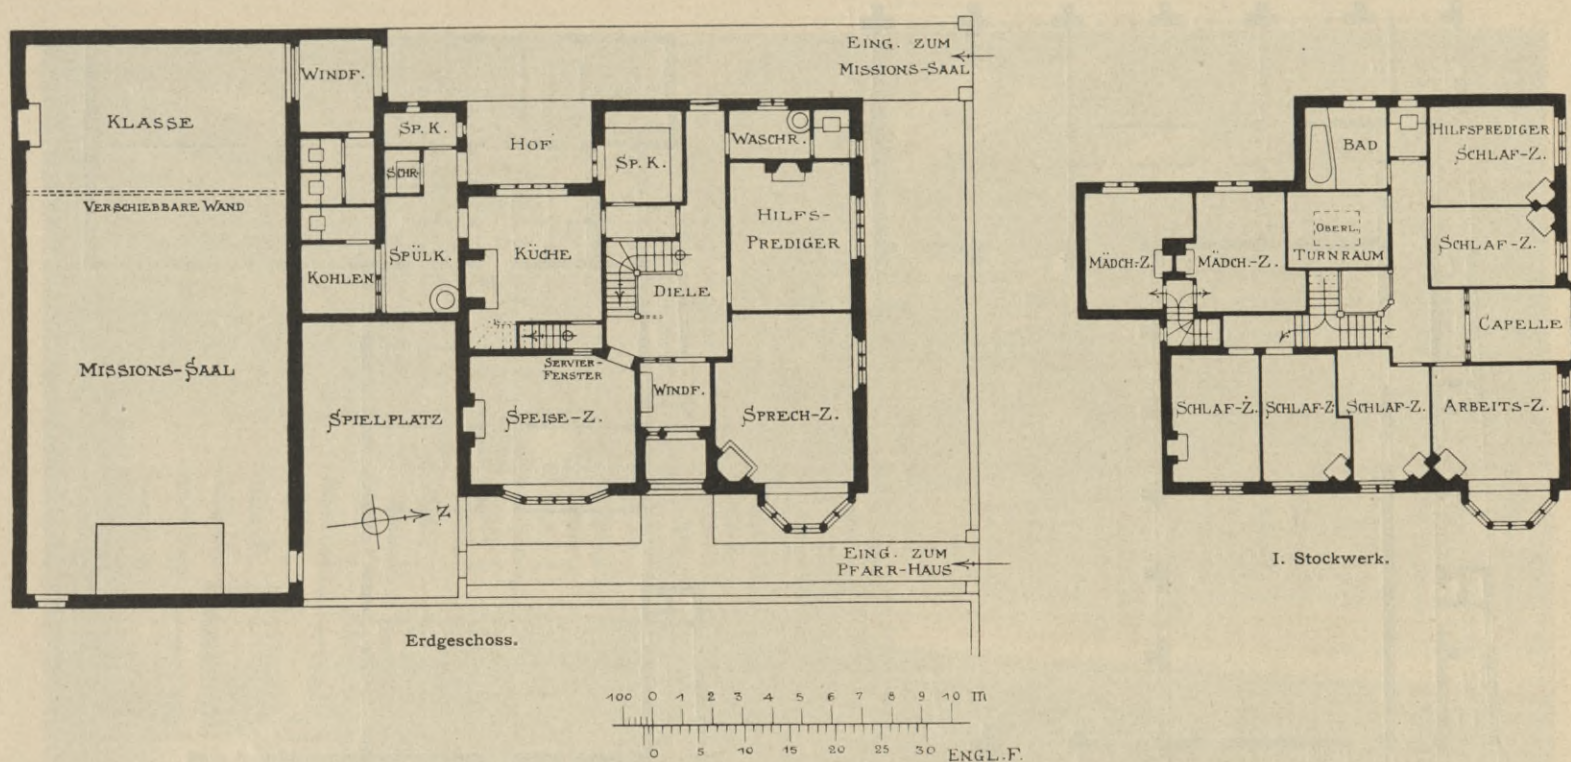 EING. ZUM
MISSIONS-SAAL
WINDF.
KLASSE
SP. K.
HOF
SP. K.
WASCHR.
SCHR.
VERSCHIEBBARE WAND
HILFS-
PREDIGER
SPÜLK.
KÜCHE
KOHLEN
DIELE
MISSIONS-SAAL
SERVIER-
FENSTER
WINDF.
SPIELPLATZ
SPEISE-Z.
SPRECH-Z.
N
EING. ZUM
PFARR-HAUS
Erdgeschoss.
BAD
HILFSPREDIGER
SCHLAF-Z.
OBERL.
TURNRAUM
SCHLAF-Z.
MÄDCH.-Z.
MÄDCH.-Z.
CAPELLE
SCHLAF-Z.
SCHLAF-Z.
SCHLAF-Z.
ARBEITS-Z.
I. Stockwerk.
100 0 1 2 3 4 5 6 7 8 9 10 m
0 5 10 15 20 25 30 ENGL. F.